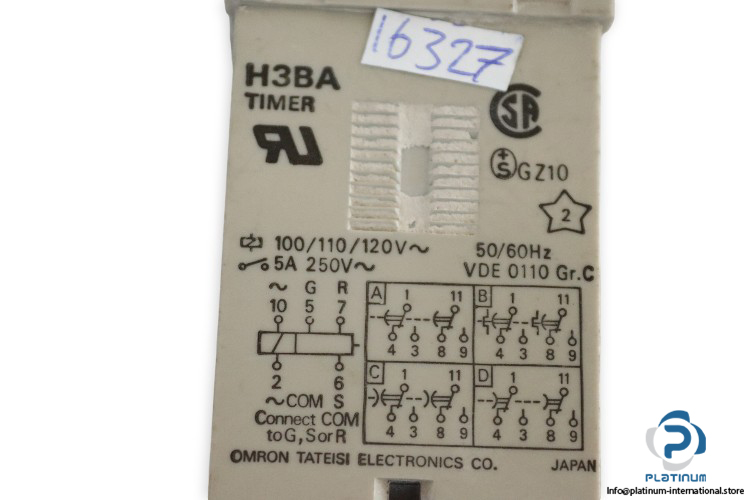 16327
H3BA
TIMER
SA
S GZ10
2
100/110/120V~ 50/60Hz
5A 250V~ VDE 0110 Gr.C
~ G R
10 5 7
2 6
~COM S
Connect COM
to G, S or R
A 1 11
4 3 8 9
B 1 11
4 3 8 9
C 1 11
4 3 8 9
D 1 11
4 3 8 9
OMRON TATEISI ELECTRONICS CO. JAPAN
PLATINUM
Info@platinum-international.store